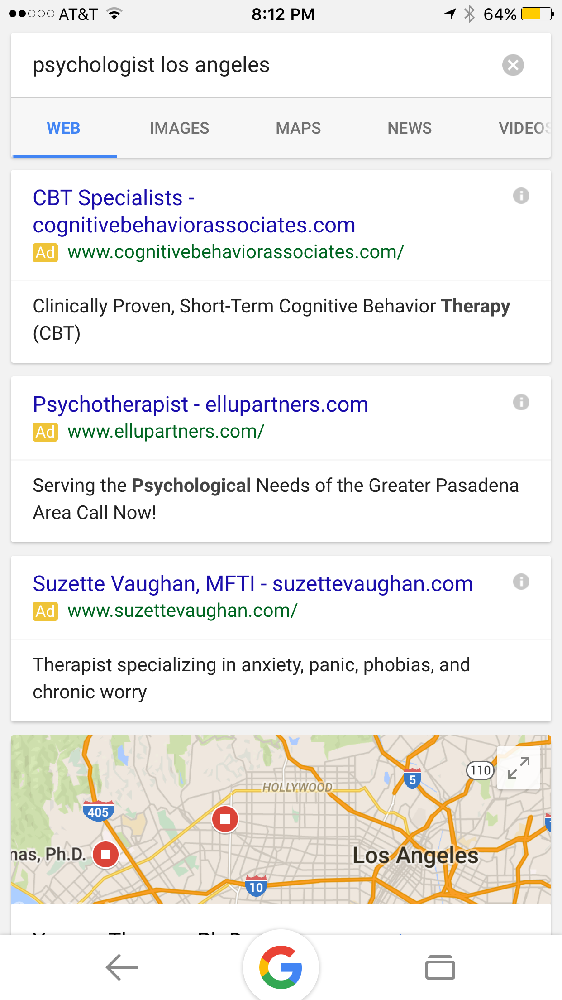 AT&T 8:12 PM 64%
psychologist los angeles
WEB IMAGES MAPS NEWS VIDEOS
CBT Specialists -
cognitivebehaviorassociates.com
Ad www.cognitivebehaviorassociates.com/
Clinically Proven, Short-Term Cognitive Behavior Therapy
(CBT)
Psychotherapist - ellupartners.com
Ad www.ellupartners.com/
Serving the Psychological Needs of the Greater Pasadena
Area Call Now!
Suzette Vaughan, MFTI - suzettevaughan.com
Ad www.suzettevaughan.com/
Therapist specializing in anxiety, panic, phobias, and
chronic worry
110
5
HOLLYWOOD
405
Ph.D.
Los Angeles
10